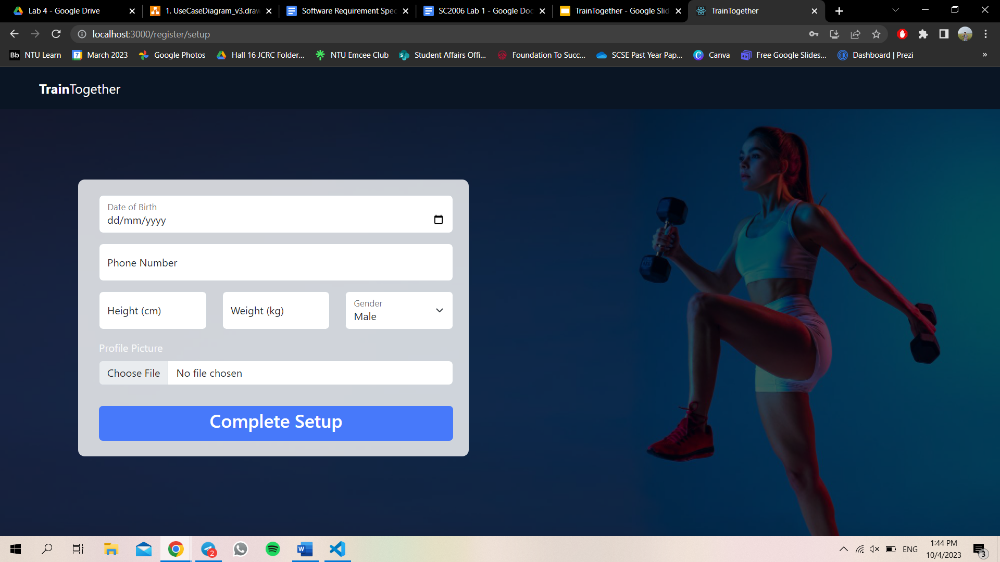 Lab 4 - Google Drive
1. UseCaseDiagram_v3.draw
Software Requirement Spec
SC2006 Lab 1 - Google Doc
TrainTogether - Google Slid
TrainTogether
localhost:3000/register/setup
Bb NTU Learn
7 March 2023
Google Photos
Hall 16 JCRC Folder...
NTU Emcee Club
Student Affairs Offi...
Foundation To Succ...
SCSE Past Year Pap...
Canva
Free Google Slides...
Dashboard | Prezi
»
TrainTogether
Date of Birth
dd/mm/yyyy
Phone Number
Height (cm)
Weight (kg)
Gender
Male
Profile Picture
Choose File
No file chosen
Complete Setup
2
W
ENG
1:44 PM
10/4/2023
3